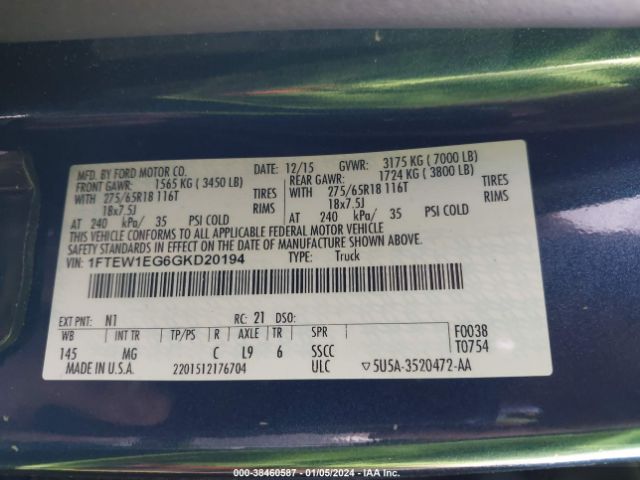 MFD. BY FORD MOTOR CO. DATE: 12/15 GVWR: 3175 KG ( 7000 LB)
FRONT GAWR: 1565 KG ( 3450 LB) REAR GAWR: 1724 KG ( 3800 LB)
WITH 275/65R18 116T TIRES WITH 275/65R18 116T TIRES
18x7.5J RIMS 18x7.5J RIMS
AT 240 kPa/ 35 PSI COLD AT 240 kPa/ 35 PSI COLD
THIS VEHICLE CONFORMS TO ALL APPLICABLE FEDERAL MOTOR VEHICLE
SAFETY STANDARDS IN EFFECT ON THE DATE OF MANUFACTURE SHOWN ABOVE.
VIN: 1FTEW1EG6GKD20194 TYPE: Truck
EXT PNT: N1 RC: 21 DSO: F0038
WB INT TR TP/PS R AXLE TR SPR T0754
145 MG C L9 6 SSCC
MADE IN U.S.A. 2201512176704 ULC ▽5U5A-3520472-AA
000-38460587 - 01/05/2024 - IAA Inc.